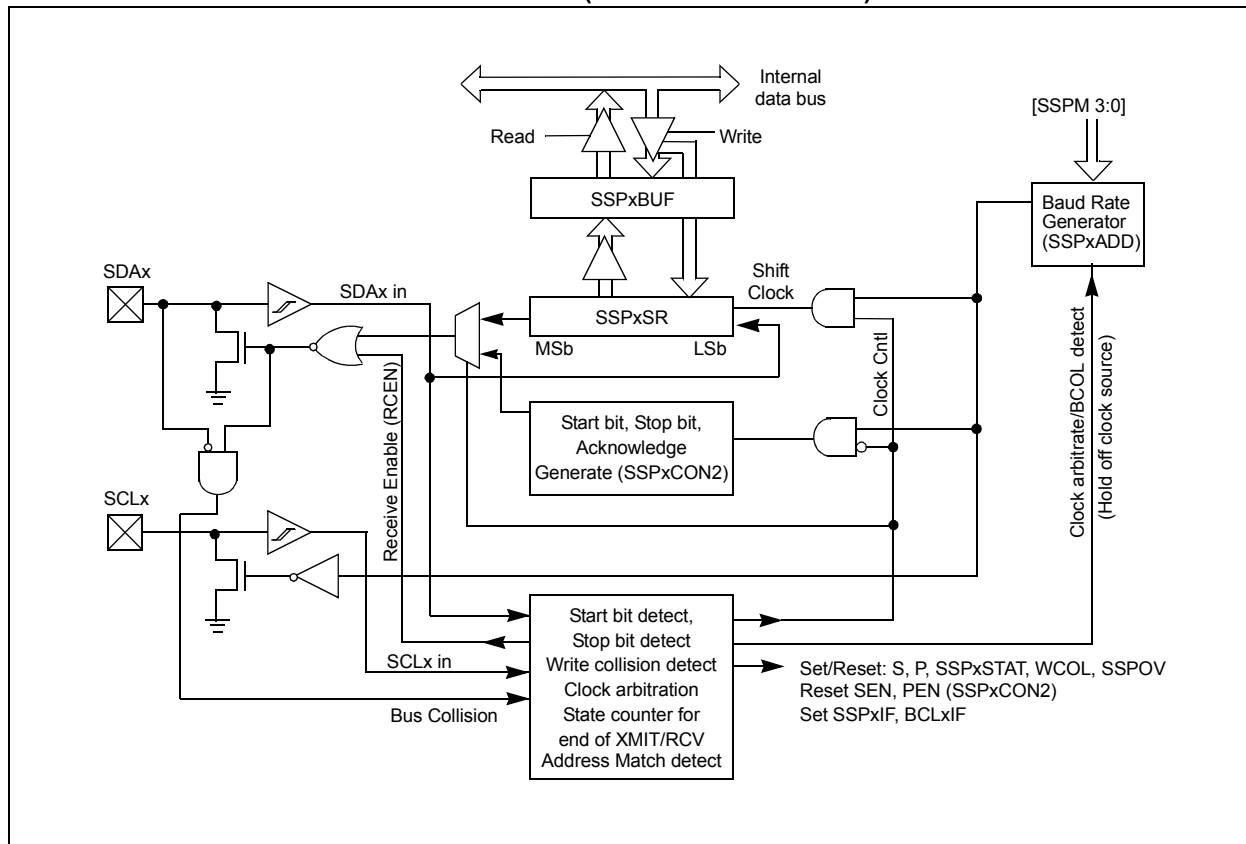 Internal
data bus
[SSPM 3:0]
Read
Write
SSPxBUF
Baud Rate
Generator
(SSPxADD)
SDAx
SDAx in
Shift
Clock
SSPxSR
MSb
LSb
Clock Cntl
Clock arbitrate/BCOL detect
(Hold off clock source)
Receive Enable (RCEN)
Start bit, Stop bit,
Acknowledge
Generate (SSPxCON2)
SCLx
SCLx in
Bus Collision
Start bit detect,
Stop bit detect
Write collision detect
Clock arbitration
State counter for
end of XMIT/RCV
Address Match detect
Set/Reset: S, P, SSPxSTAT, WCOL, SSPOV
Reset SEN, PEN (SSPxCON2)
Set SSPxIF, BCLxIF